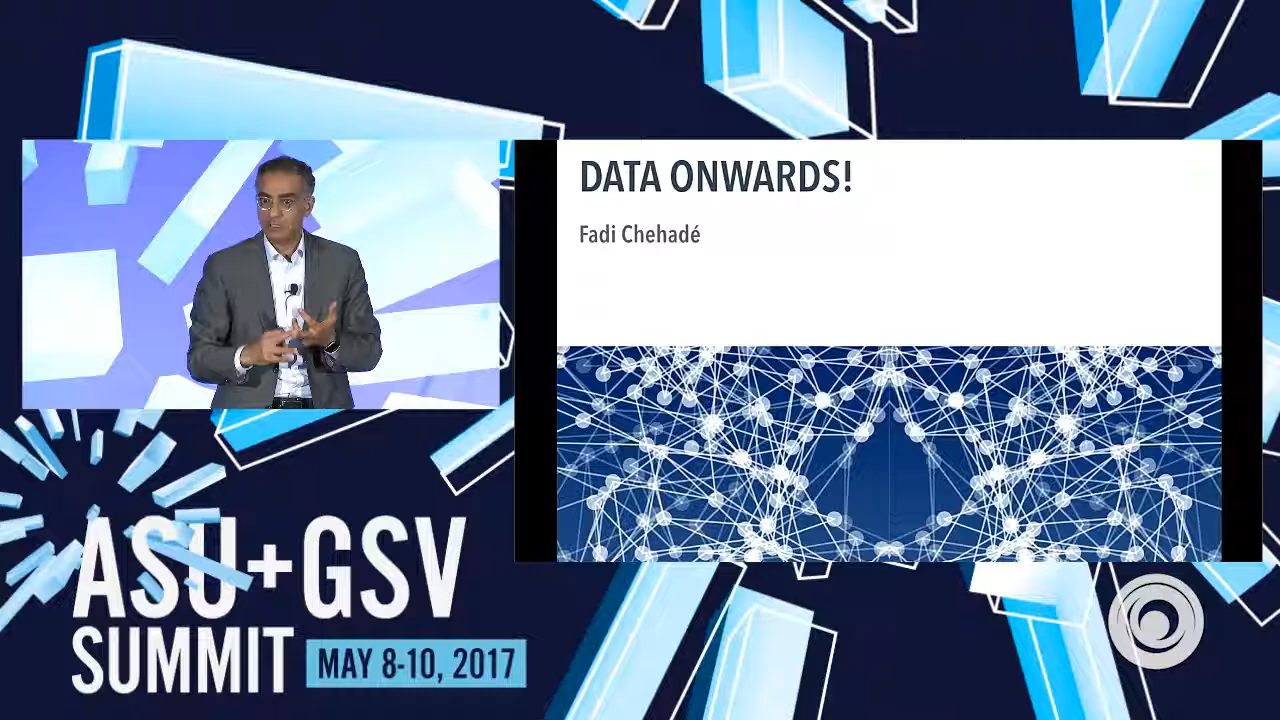 DATA ONWARDS!
Fadi Chehadé
ASU+GSV
SUMMIT MAY 8-10, 2017